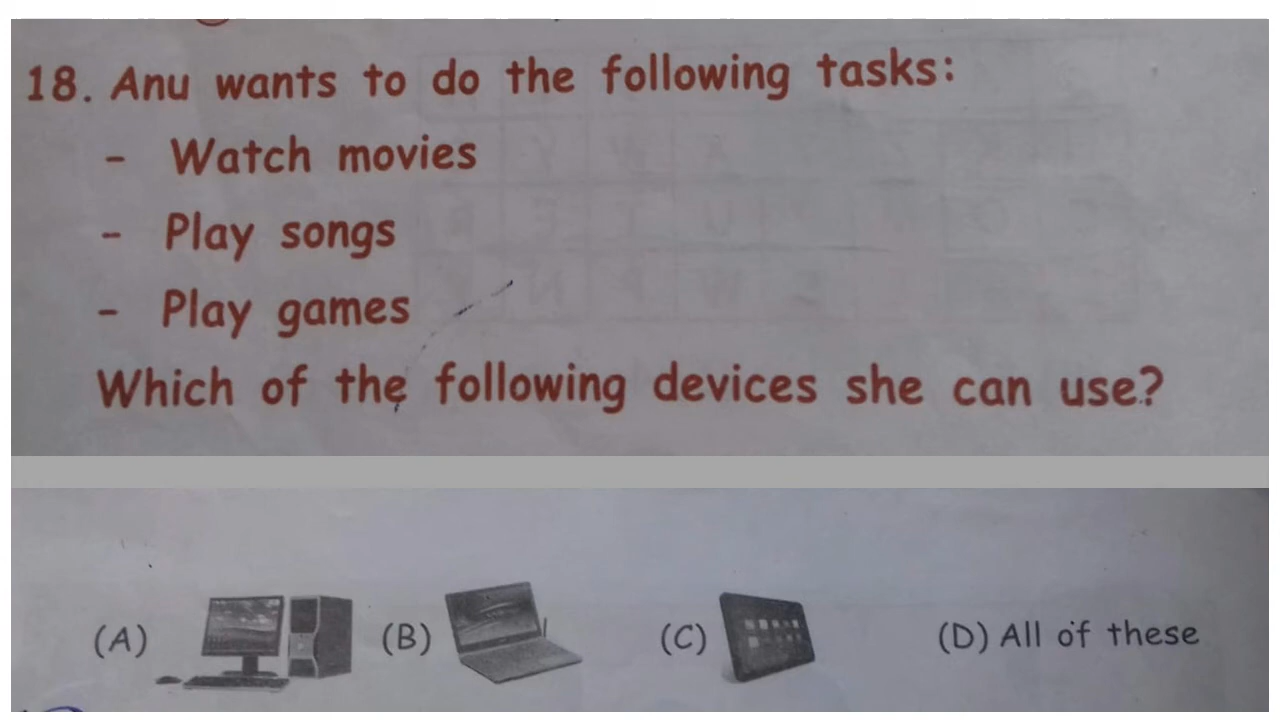 18. Anu wants to do the following tasks:
- Watch movies
- Play songs
- Play games
Which of the following devices she can use?
(A) (B) (C) (D) All of these